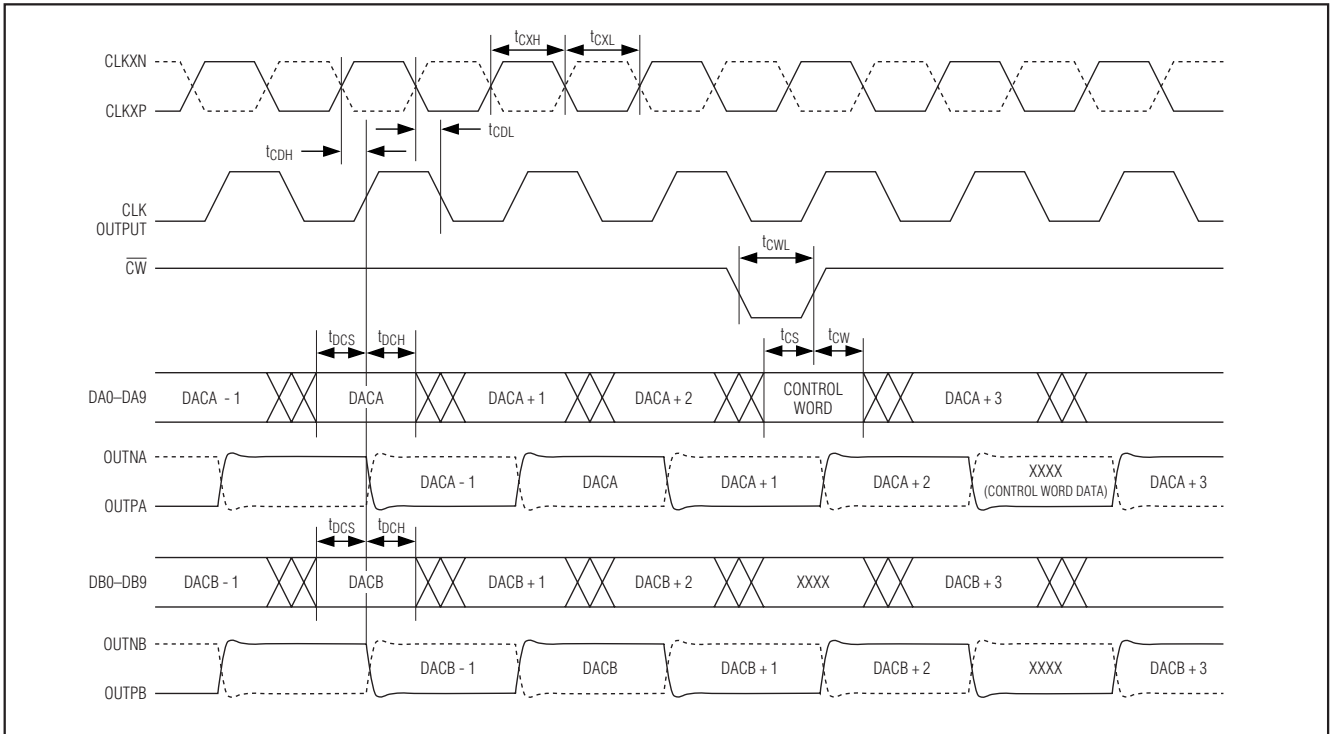 tCXH tCXL
CLKXN
CLKXP
tCDL
tCDH
CLK
OUTPUT
tCWL
CW
tDCS tDCH tCS tCW
DA0–DA9 DACA - 1 DACA DACA + 1 DACA + 2 CONTROL WORD DACA + 3
OUTNA
OUTPA
DACA - 1 DACA DACA + 1 DACA + 2 XXXX (CONTROL WORD DATA) DACA + 3
tDCS tDCH
DB0–DB9 DACB - 1 DACB DACB + 1 DACB + 2 XXXX DACB + 3
OUTNB
OUTPB
DACB - 1 DACB DACB + 1 DACB + 2 XXXX DACB + 3